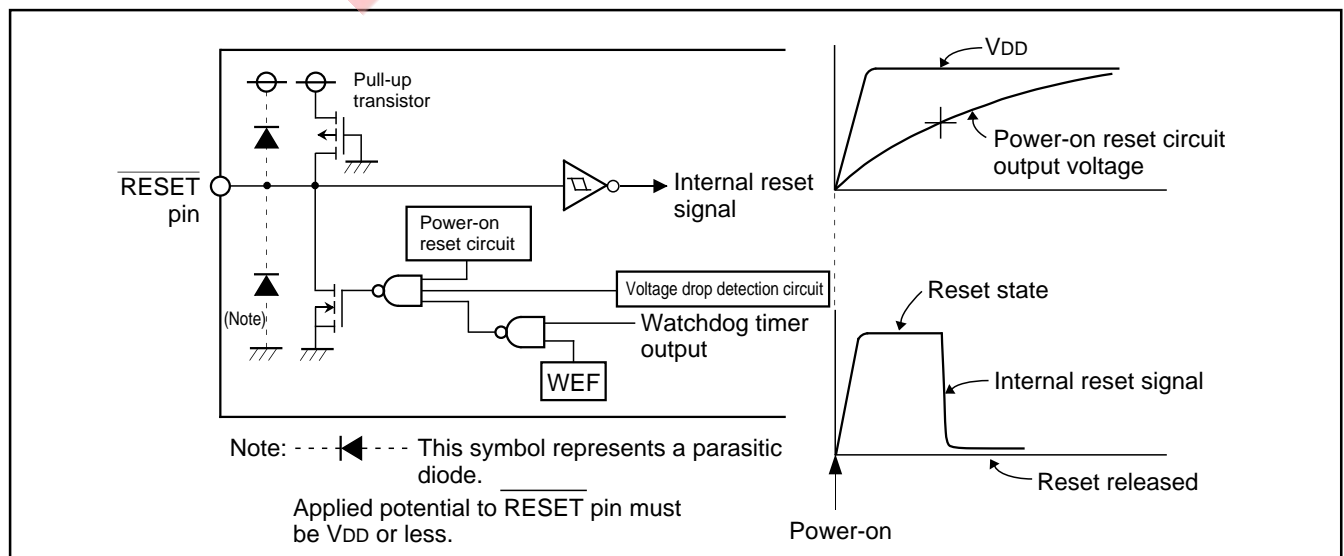 Pull-up
transistor
RESET
pin
Internal reset
signal
Power-on
reset circuit
Voltage drop detection circuit
(Note)
Watchdog timer
output
WEF
Note: This symbol represents a parasitic
diode.
Applied potential to RESET pin must
be VDD or less.
VDD
Power-on reset circuit
output voltage
Reset state
Internal reset signal
Reset released
Power-on